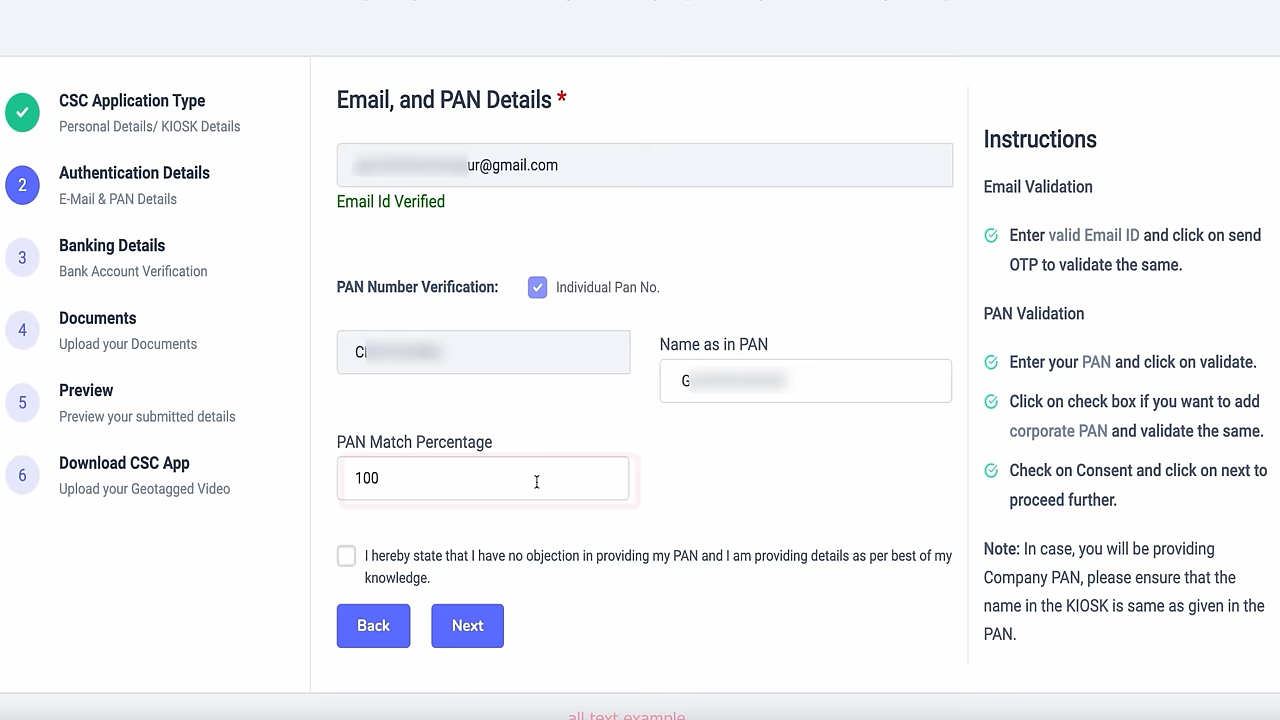 CSC Application Type
Personal Details/ KIOSK Details
2
Authentication Details
E-Mail & PAN Details
3
Banking Details
Bank Account Verification
4
Documents
Upload your Documents
5
Preview
Preview your submitted details
6
Download CSC App
Upload your Geotagged Video
Email, and PAN Details *
ur@gmail.com
Email Id Verified
PAN Number Verification:
Individual Pan No.
Name as in PAN
G
PAN Match Percentage
100
I hereby state that I have no objection in providing my PAN and I am providing details as per best of my
knowledge.
Back
Next
Instructions
Email Validation
Enter valid Email ID and click on send
OTP to validate the same.
PAN Validation
Enter your PAN and click on validate.
Click on check box if you want to add
corporate PAN and validate the same.
Check on Consent and click on next to
proceed further.
Note: In case, you will be providing
Company PAN, please ensure that the
name in the KIOSK is same as given in the
PAN.
all text example